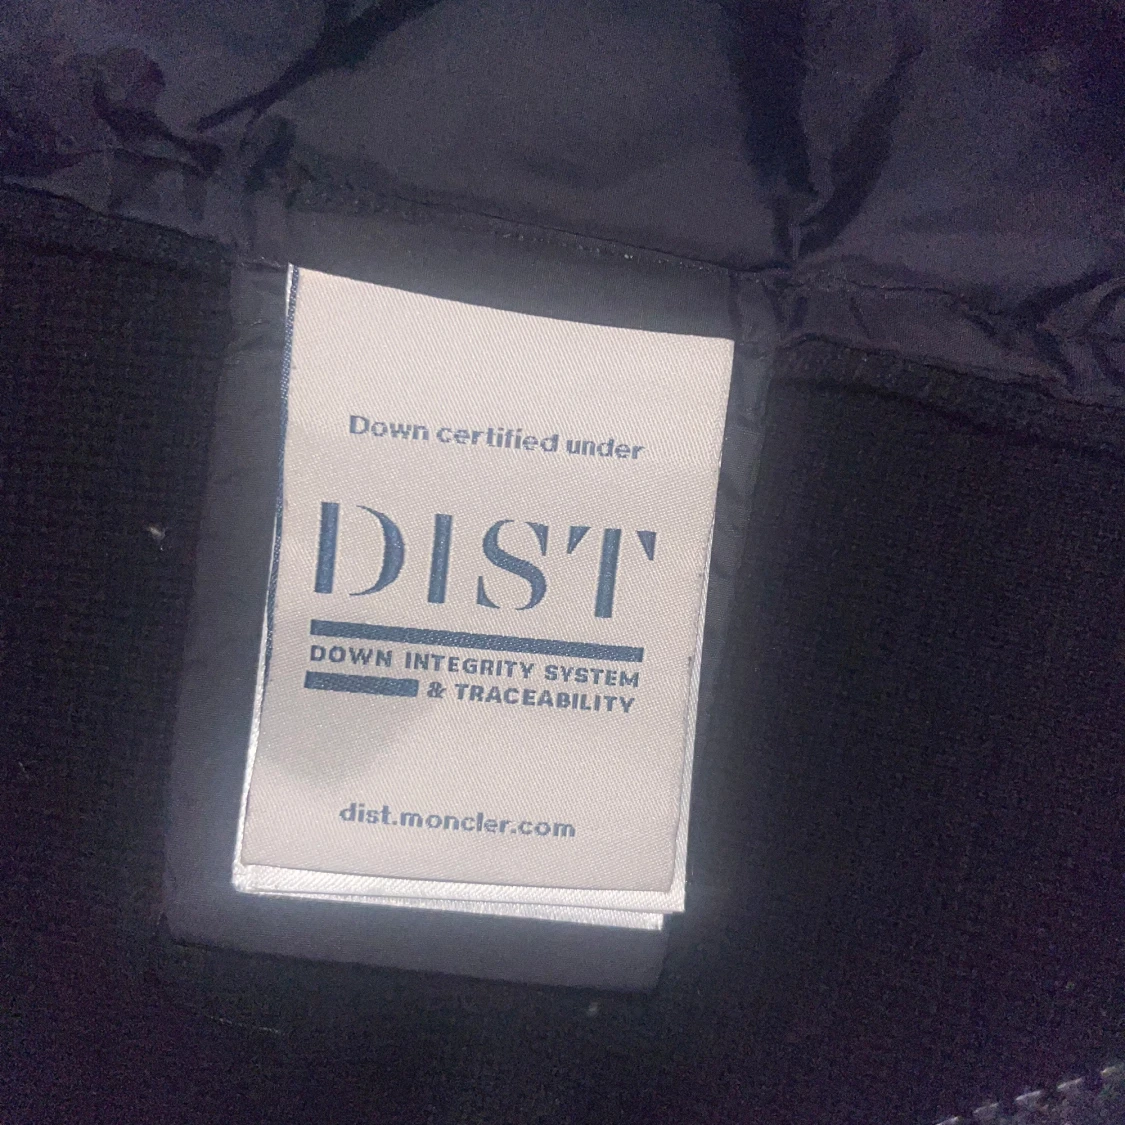 Down certified under
DIST
DOWN INTEGRITY SYSTEM
& TRACEABILITY
dist.moncler.com